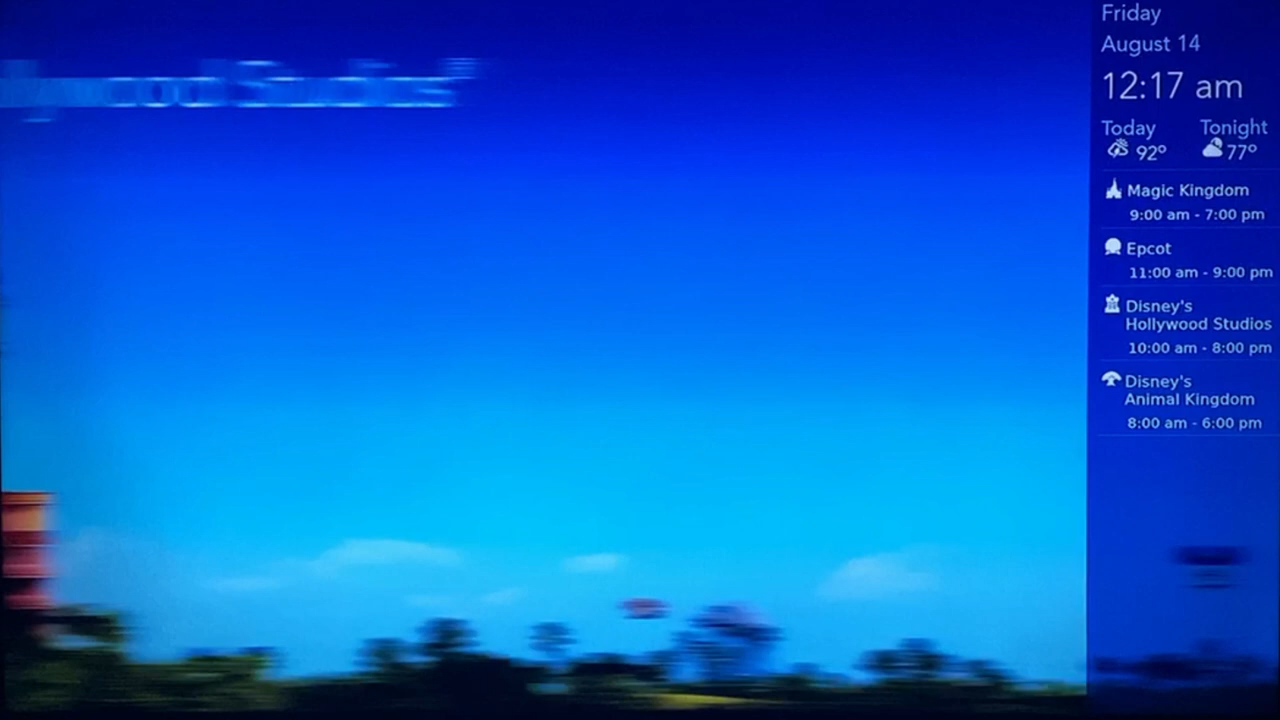 Friday
August 14
12:17 am
Today Tonight
92° 77°
Magic Kingdom
9:00 am - 7:00 pm
Epcot
11:00 am - 9:00 pm
Disney's
Hollywood Studios
10:00 am - 8:00 pm
Disney's
Animal Kingdom
8:00 am - 6:00 pm